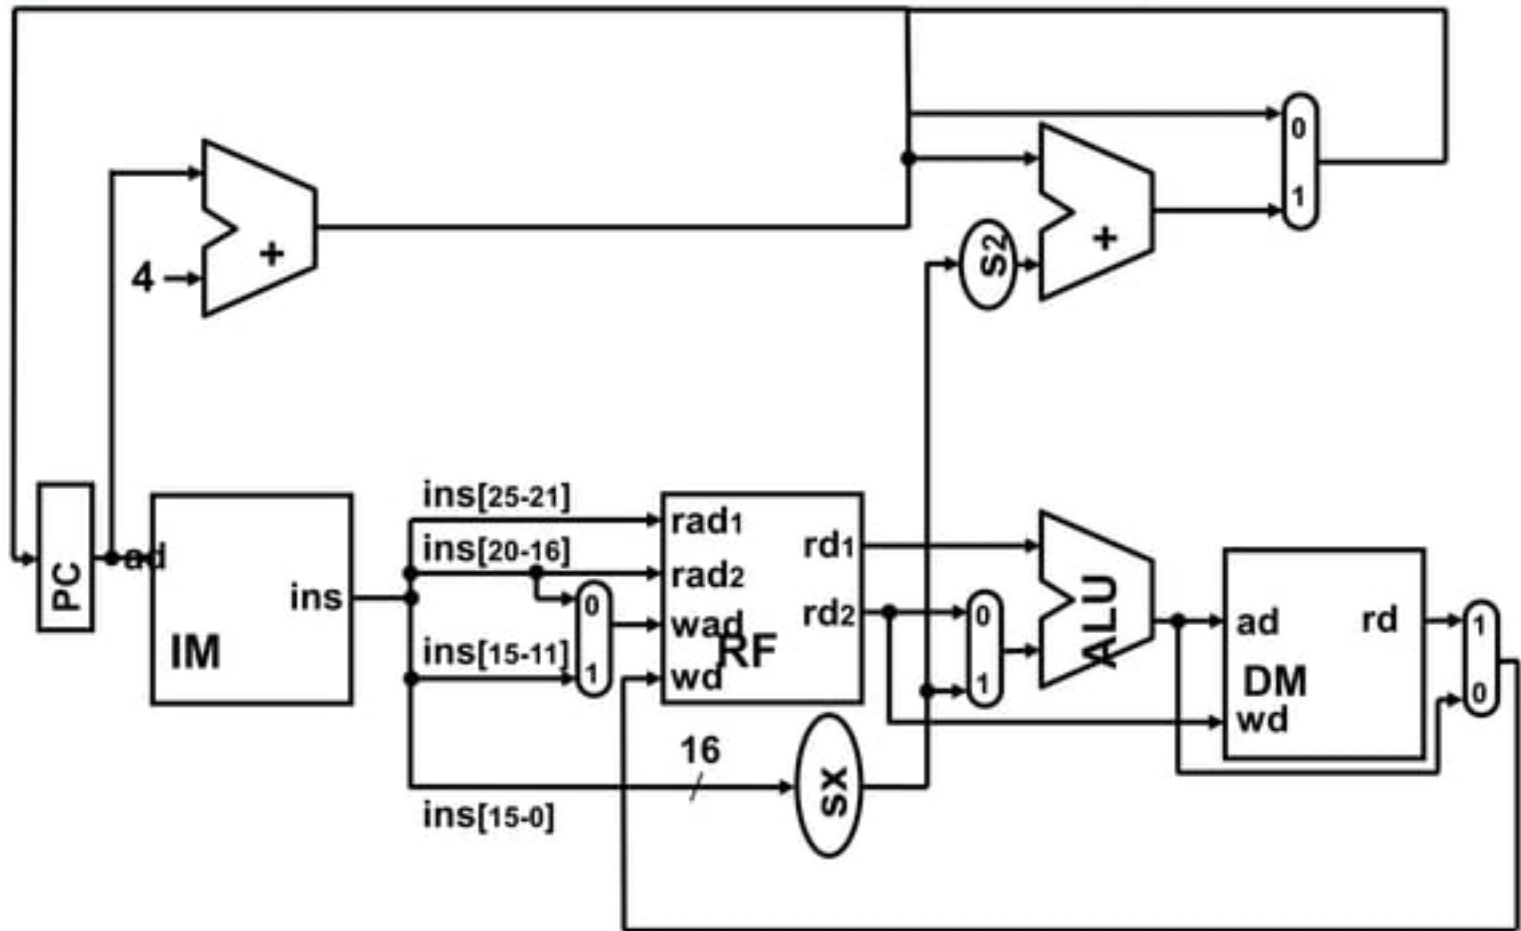 0
1
+
s2
+
4
ins[25-21]
rad1
ins[20-16]
rad2
rd1
PC
ad
ins
IM
0
1
wad
RF
rd2
0
1
ALU
ad
rd
1
0
ins[15-11]
wd
DM
wd
16
sx
ins[15-0]